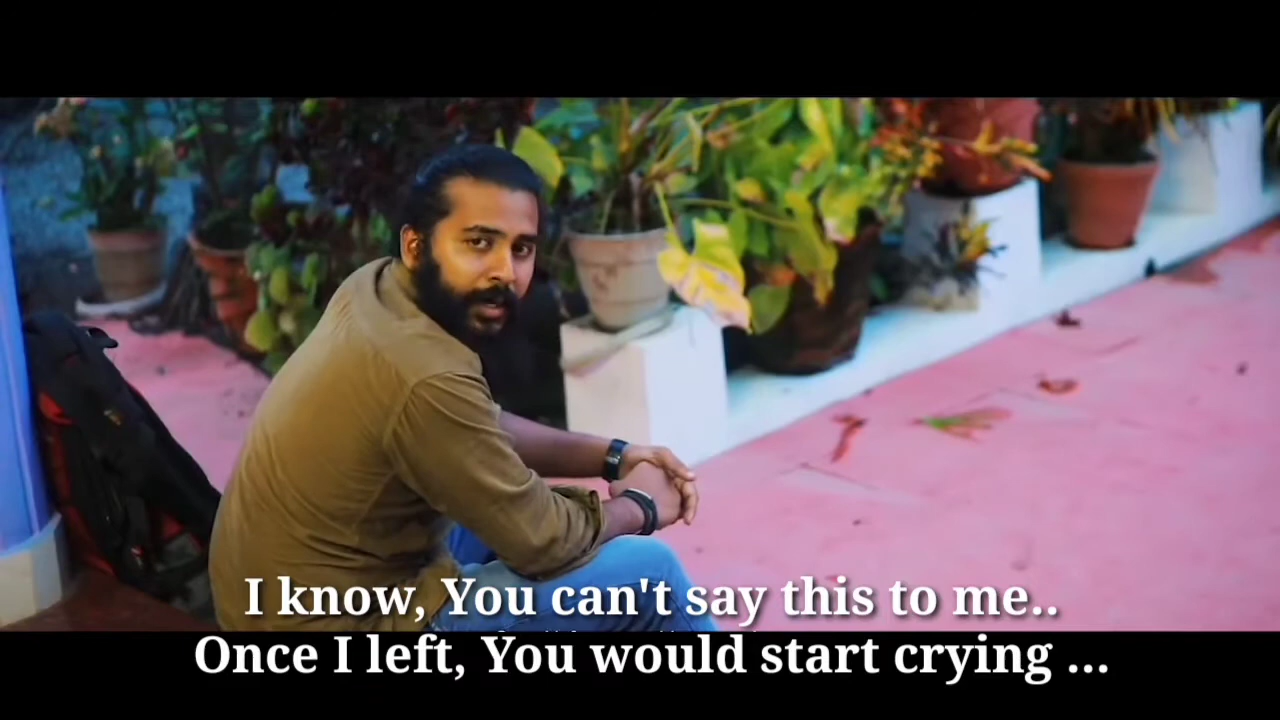 I know, You can't say this to me..
Once I left, You would start crying ...